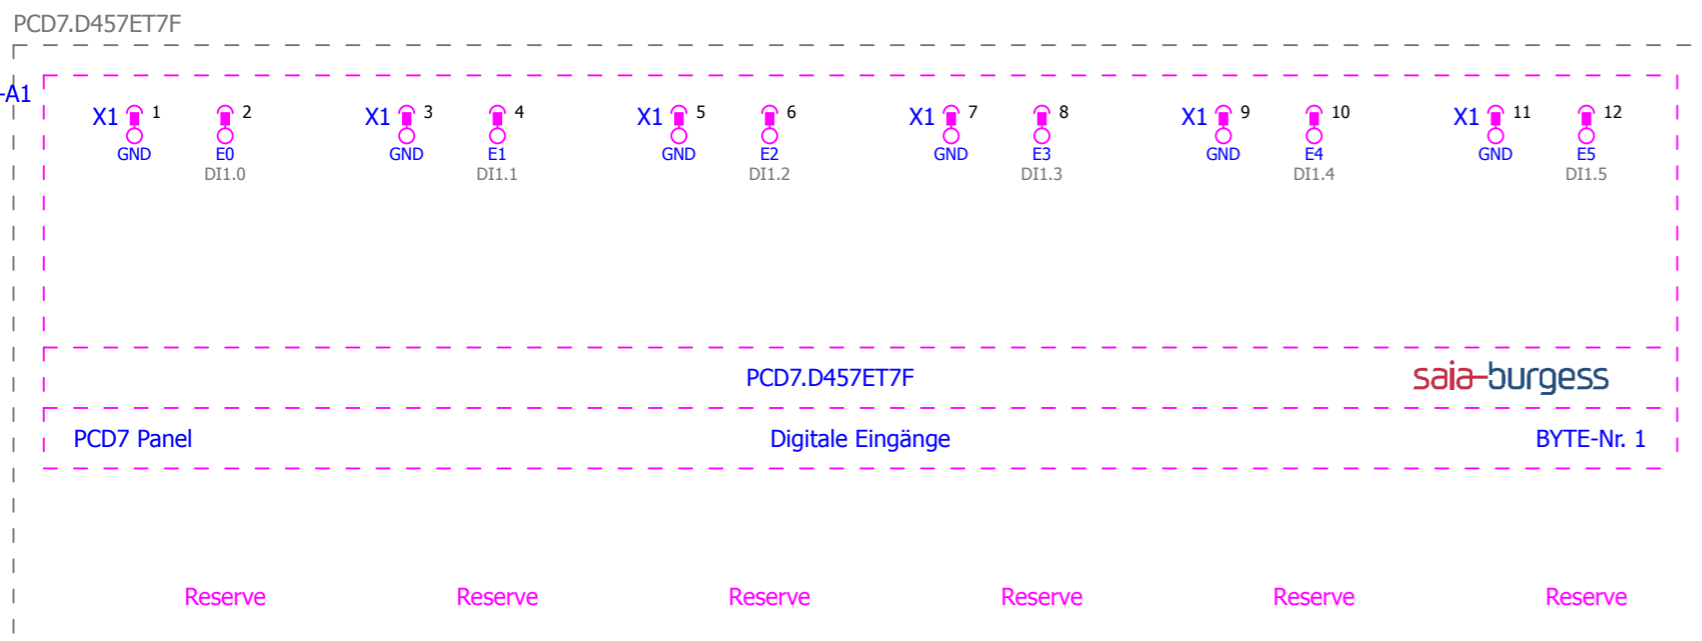 PCD7.D457ET7F
-A1
X1 1 2 X1 3 4 X1 5 6 X1 7 8 X1 9 10 X1 11 12
GND E0 GND E1 GND E2 GND E3 GND E4 GND E5
DI1.0 DI1.1 DI1.2 DI1.3 DI1.4 DI1.5
PCD7.D457ET7F saia-burgess
PCD7 Panel Digitale Eingänge BYTE-Nr. 1
Reserve Reserve Reserve Reserve Reserve Reserve